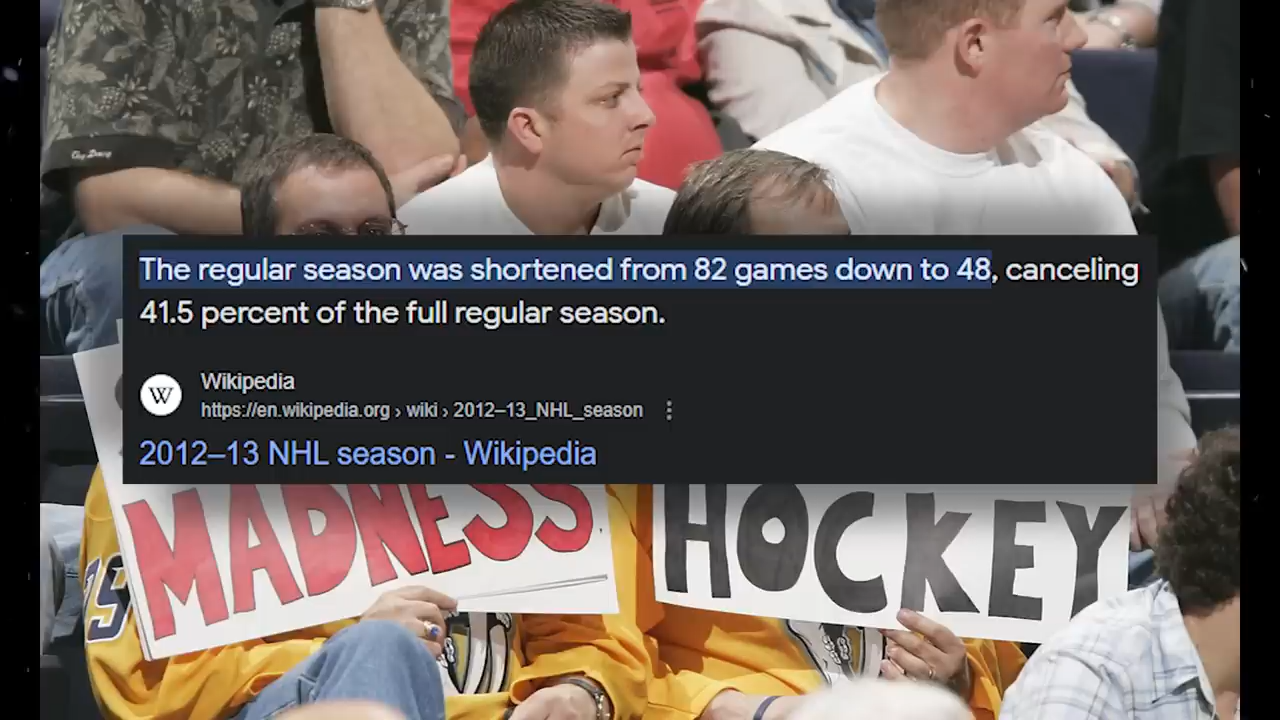 The regular season was shortened from 82 games down to 48, canceling
41.5 percent of the full regular season.
W
Wikipedia
https://en.wikipedia.org › wiki › 2012–13_NHL_season
2012–13 NHL season - Wikipedia
MADNESS
HOCKEY